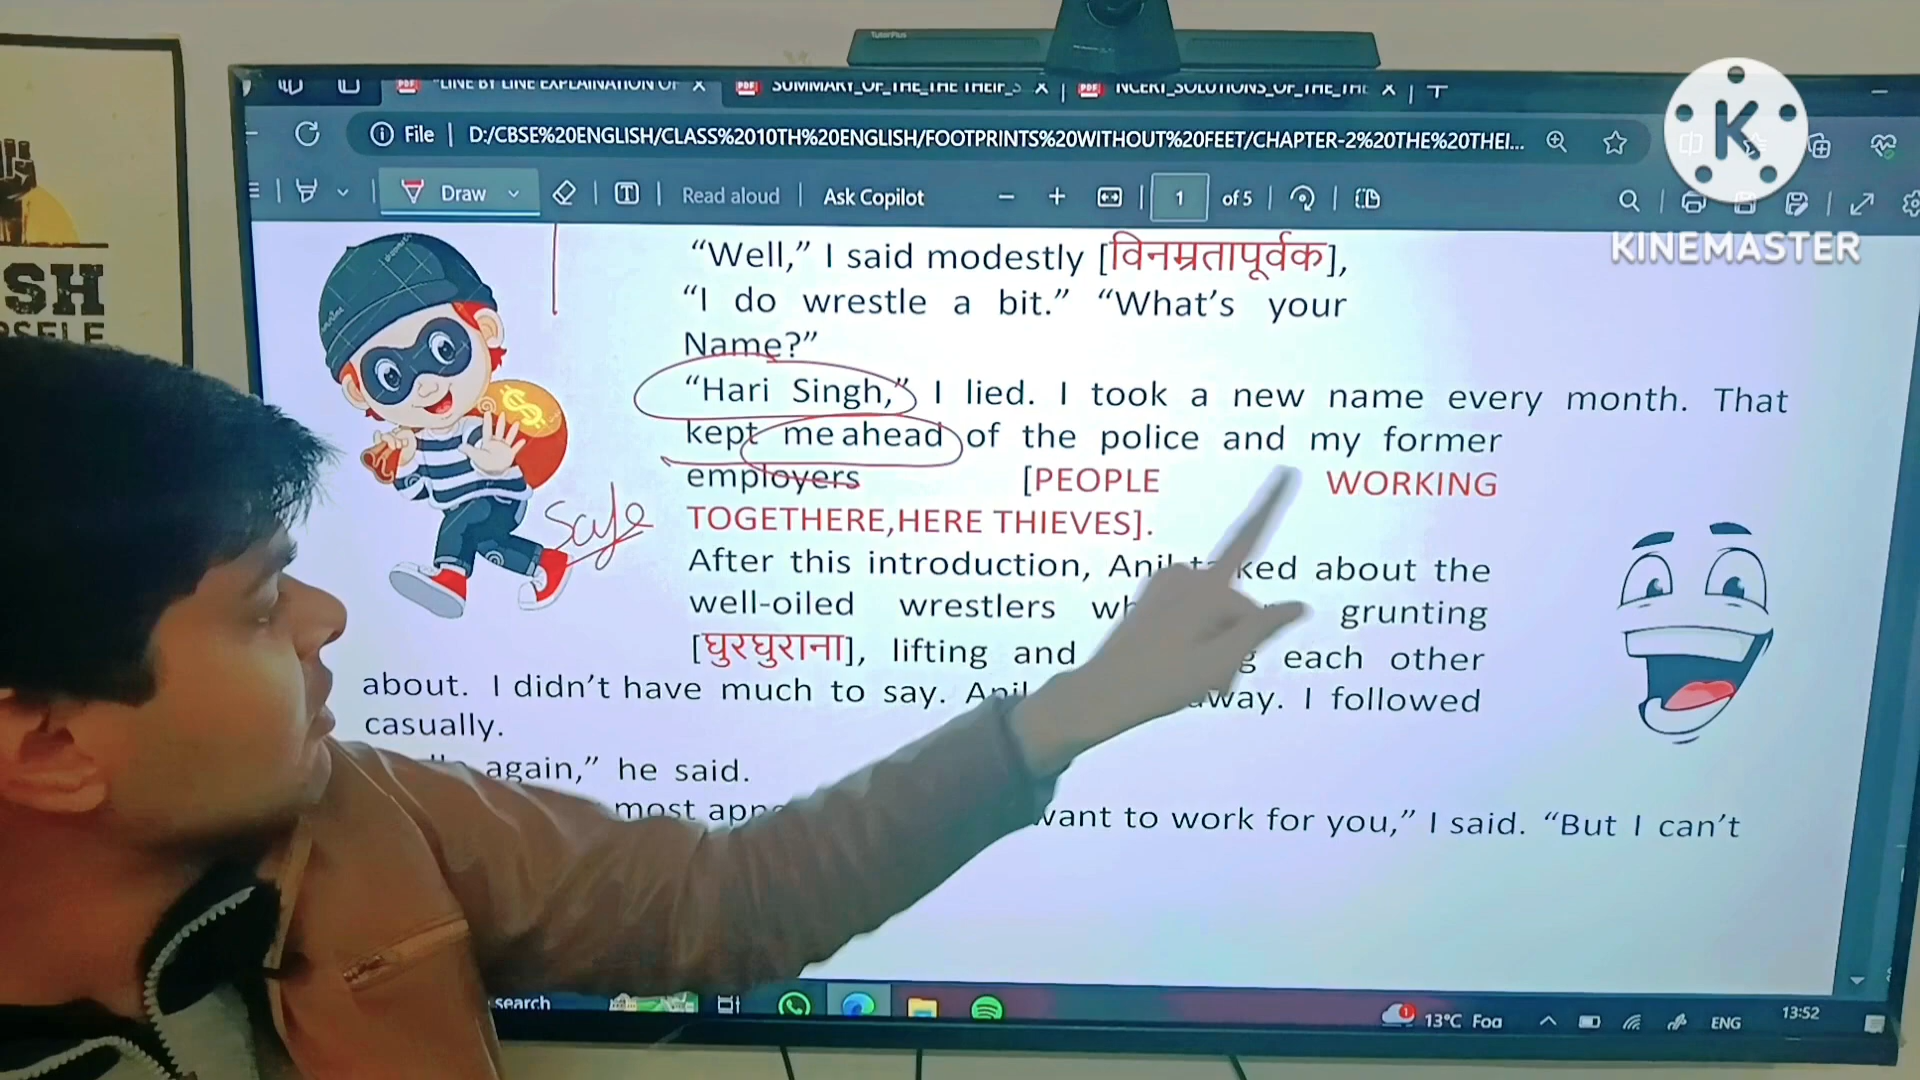 TutorPlus
"LINE BY LINE EXPLAINATION OF
SUMMARY_OF_THE_THE THEIF_S
NCERT_SOLUTIONS_OF_THE_THE
File
D:/CBSE%20ENGLISH/CLASS%2010TH%20ENGLISH/FOOTPRINTS%20WITHOUT%20FEET/CHAPTER-2%20THE%20THEI...
K
Draw
Read aloud
Ask Copilot
1
of 5
KINEMASTER
SH
“Well,” I said modestly [विनम्रतापूर्वक],
“I do wrestle a bit.” “What’s your
Name?”
“Hari Singh,” I lied. I took a new name every month. That
kept me ahead of the police and my former
employers [PEOPLE WORKING
TOGETHERE,HERE THIEVES].
Safe
After this introduction, Anil ked about the
well-oiled wrestlers grunting
[घुरघुराना], lifting and each other
about. I didn’t have much to say. Anil way. I followed
casually.
again,” he said.
most want to work for you,” I said. “But I can’t
search
13°C Fog
ENG
13:52